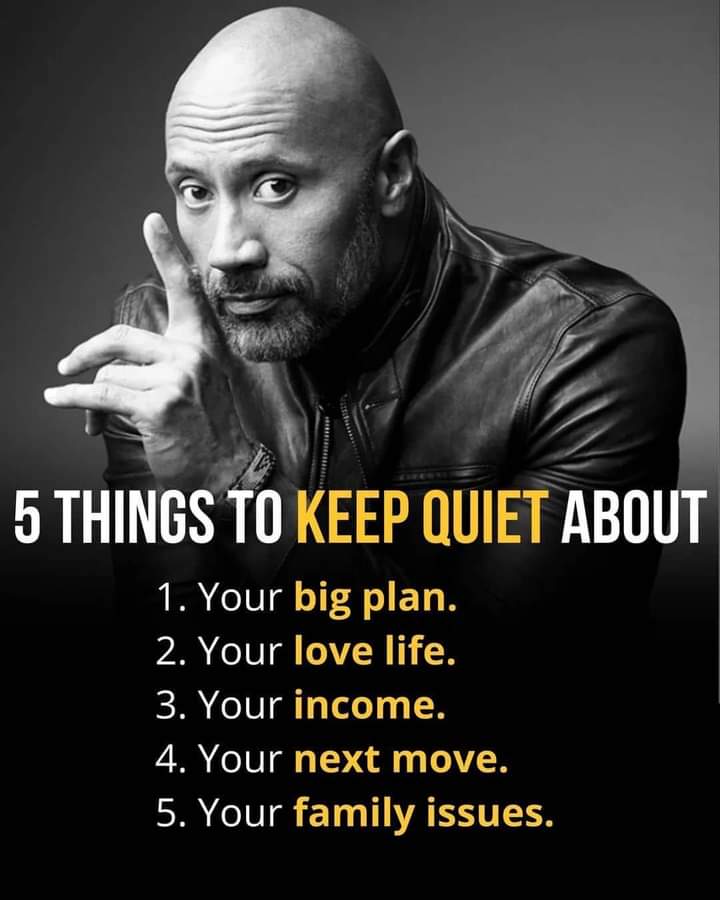 5 THINGS TO KEEP QUIET ABOUT
1. Your big plan.
2. Your love life.
3. Your income.
4. Your next move.
5. Your family issues.